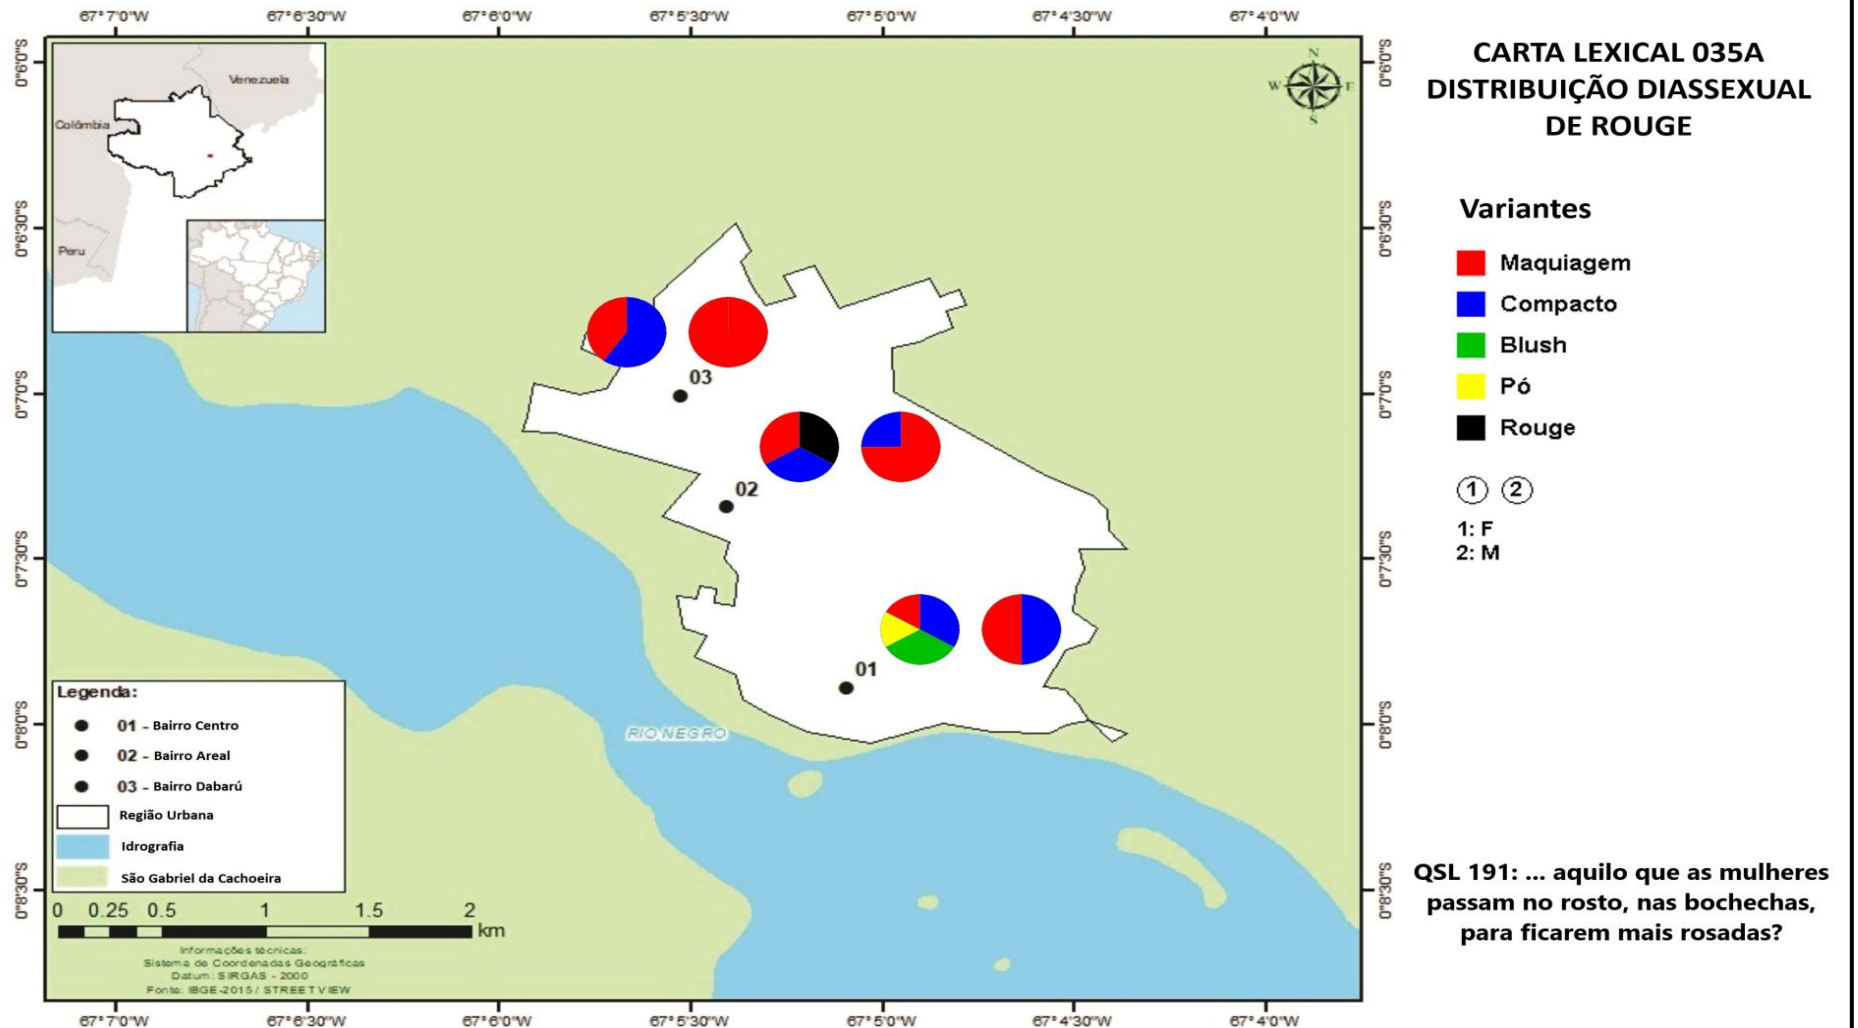 67°7'0"W 67°6'30"W 67°6'0"W 67°5'30"W 67°5'0"W 67°4'30"W 67°4'0"W
CARTA LEXICAL 035A
DISTRIBUIÇÃO DIASSEXUAL
DE ROUGE
Variantes
Maquiagem
Compacto
Blush
Pó
Rouge
1 2
1: F
2: M
QSL 191: ... aquilo que as mulheres
passam no rosto, nas bochechas,
para ficarem mais rosadas?
N
W E
S
Venezuela
Colômbia
Peru
0°6'0"S
0°6'30"S
0°7'0"S
0°7'30"S
0°8'0"S
0°8'30"S
0°6'0"S
0°6'30"S
0°7'0"S
0°7'30"S
0°8'0"S
0°8'30"S
03
02
01
RIO NEGRO
Legenda:
01 - Bairro Centro
02 - Bairro Areal
03 - Bairro Dabarú
Região Urbana
Idrografia
São Gabriel da Cachoeira
0 0.25 0.5 1 1.5 2
km
Informações técnicas:
Sistema de Coordenadas Geográficas
Datum: SIRGAS - 2000
Fonte: IBGE-2015 / STREET VIEW
67°7'0"W 67°6'30"W 67°6'0"W 67°5'30"W 67°5'0"W 67°4'30"W 67°4'0"W